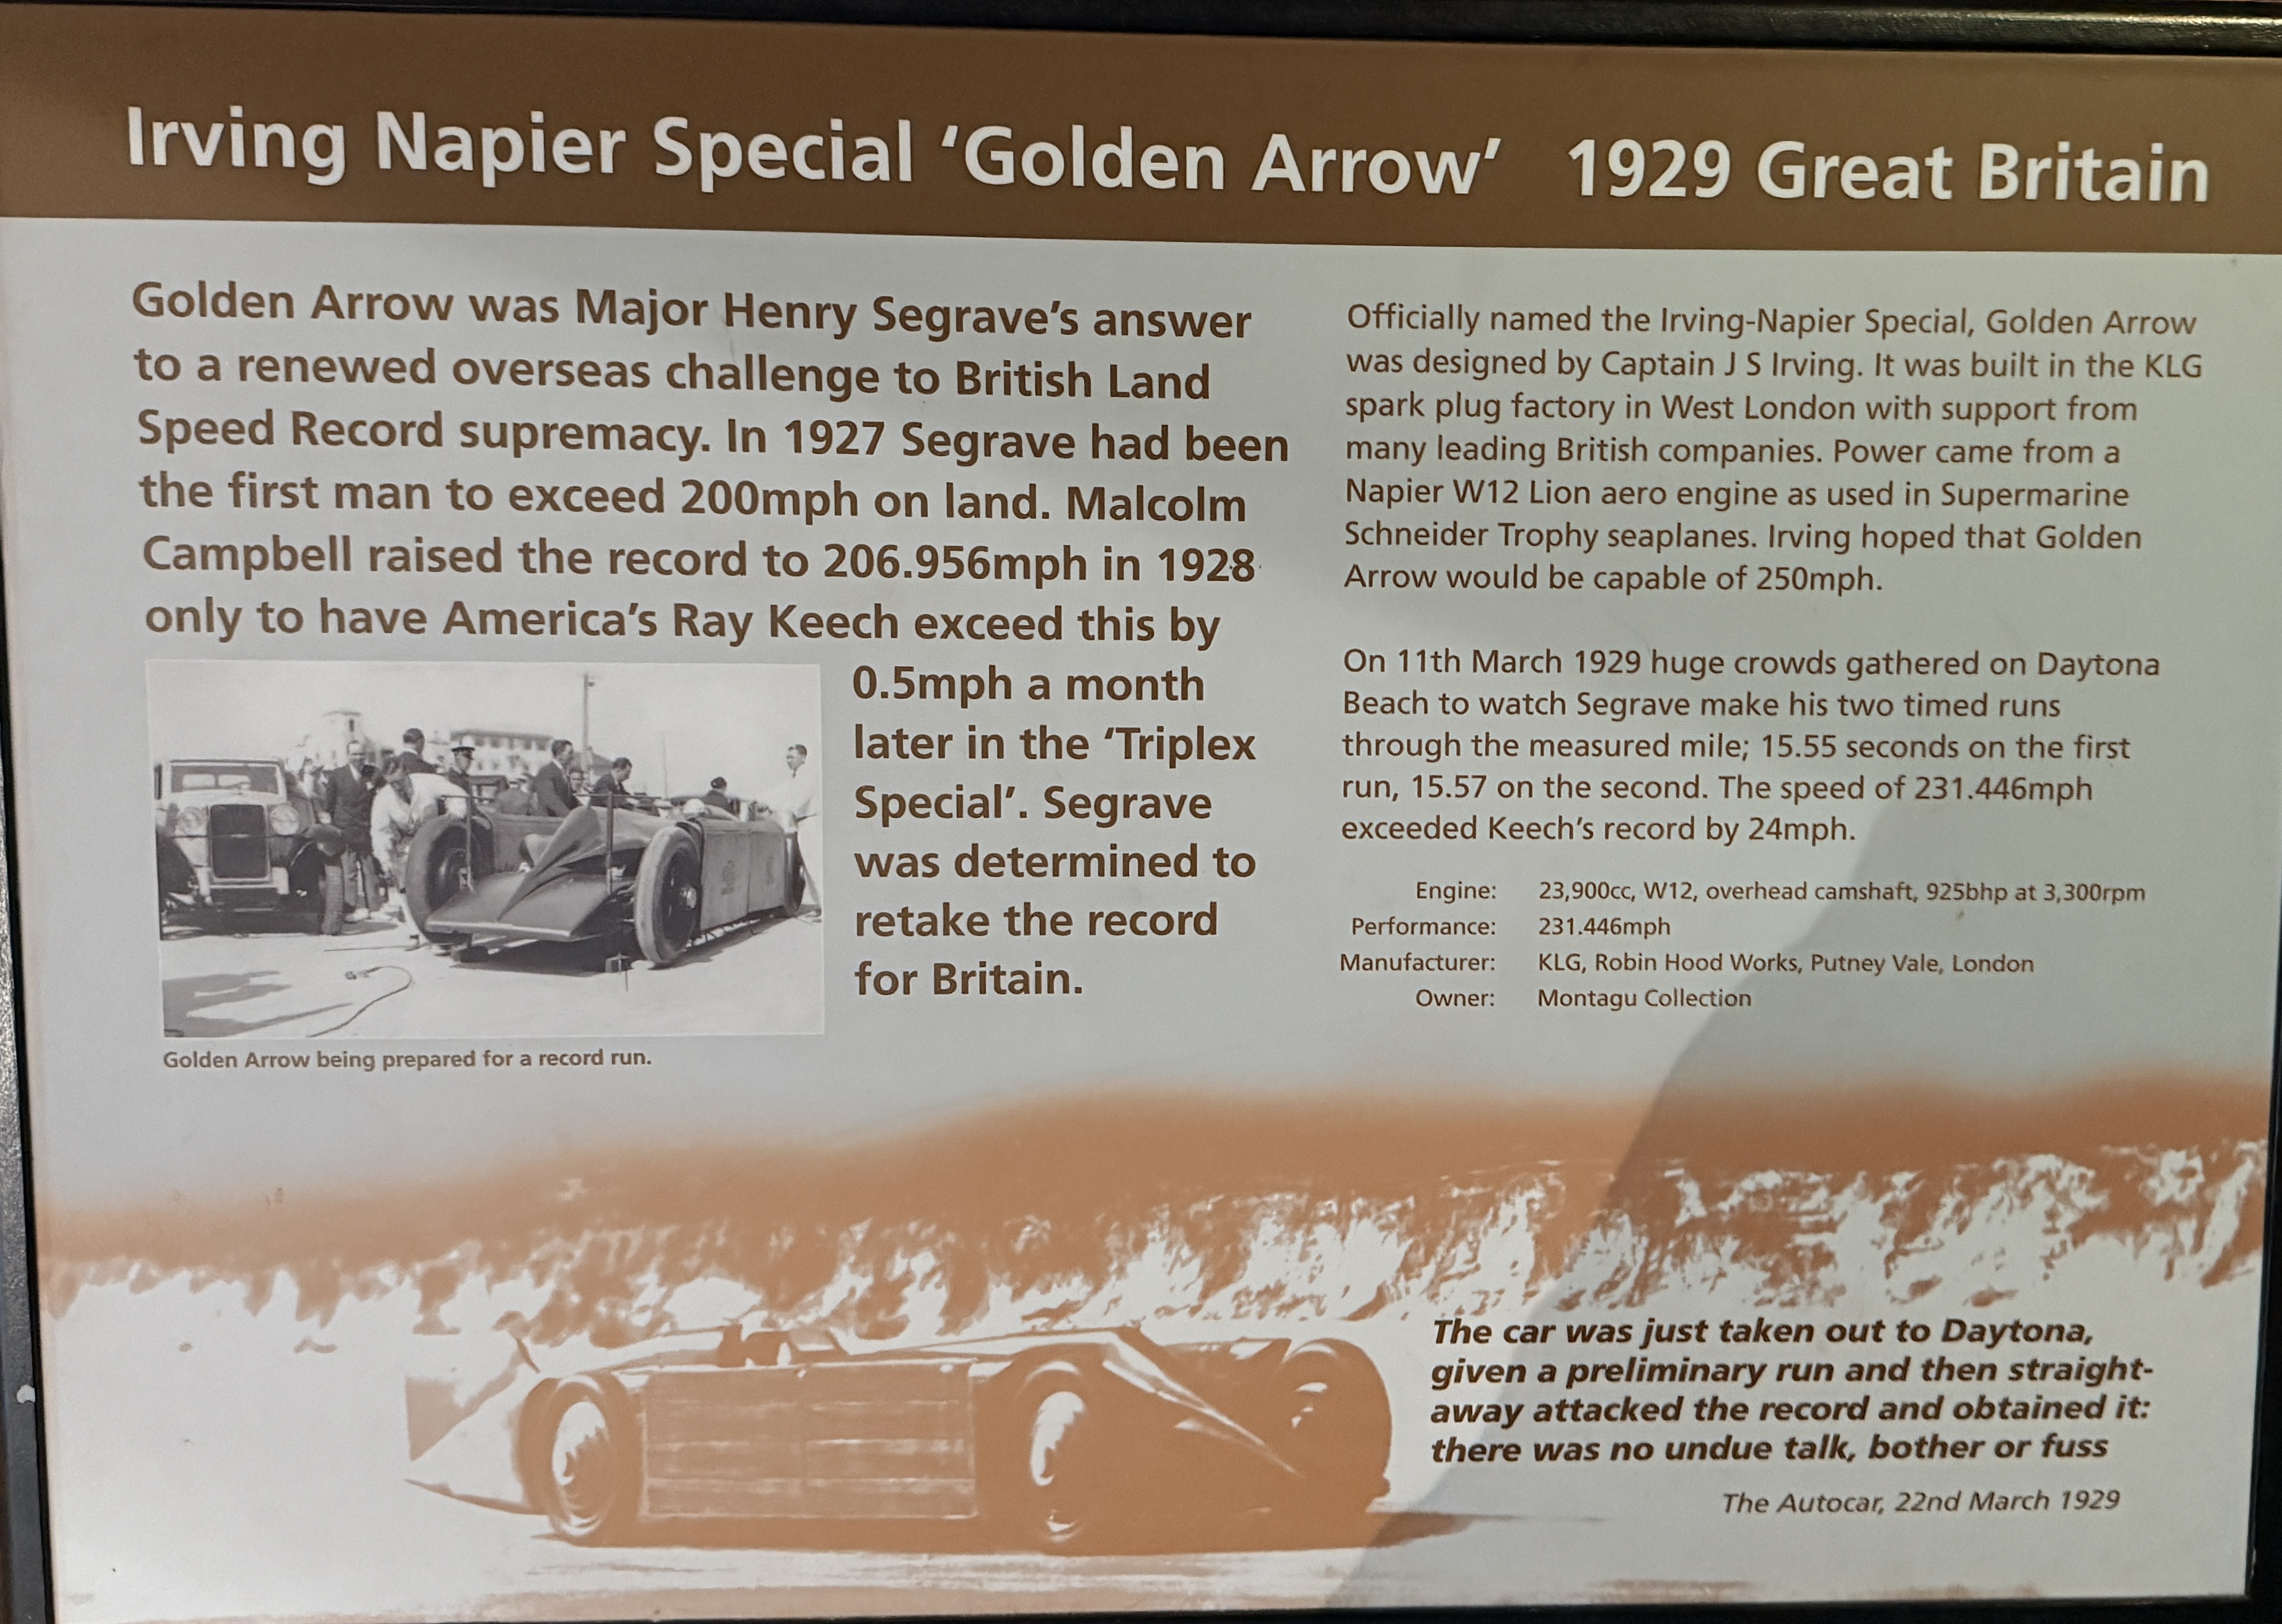 Irving Napier Special ‘Golden Arrow’ 1929 Great Britain
Golden Arrow was Major Henry Segrave’s answer
to a renewed overseas challenge to British Land
Speed Record supremacy. In 1927 Segrave had been
the first man to exceed 200mph on land. Malcolm
Campbell raised the record to 206.956mph in 1928
only to have America’s Ray Keech exceed this by
0.5mph a month
later in the ‘Triplex
Special’. Segrave
was determined to
retake the record
for Britain.
Golden Arrow being prepared for a record run.
Officially named the Irving-Napier Special, Golden Arrow
was designed by Captain J S Irving. It was built in the KLG
spark plug factory in West London with support from
many leading British companies. Power came from a
Napier W12 Lion aero engine as used in Supermarine
Schneider Trophy seaplanes. Irving hoped that Golden
Arrow would be capable of 250mph.
On 11th March 1929 huge crowds gathered on Daytona
Beach to watch Segrave make his two timed runs
through the measured mile; 15.55 seconds on the first
run, 15.57 on the second. The speed of 231.446mph
exceeded Keech’s record by 24mph.
Engine: 23,900cc, W12, overhead camshaft, 925bhp at 3,300rpm
Performance: 231.446mph
Manufacturer: KLG, Robin Hood Works, Putney Vale, London
Owner: Montagu Collection
The car was just taken out to Daytona,
given a preliminary run and then straight-
away attacked the record and obtained it:
there was no undue talk, bother or fuss
The Autocar, 22nd March 1929